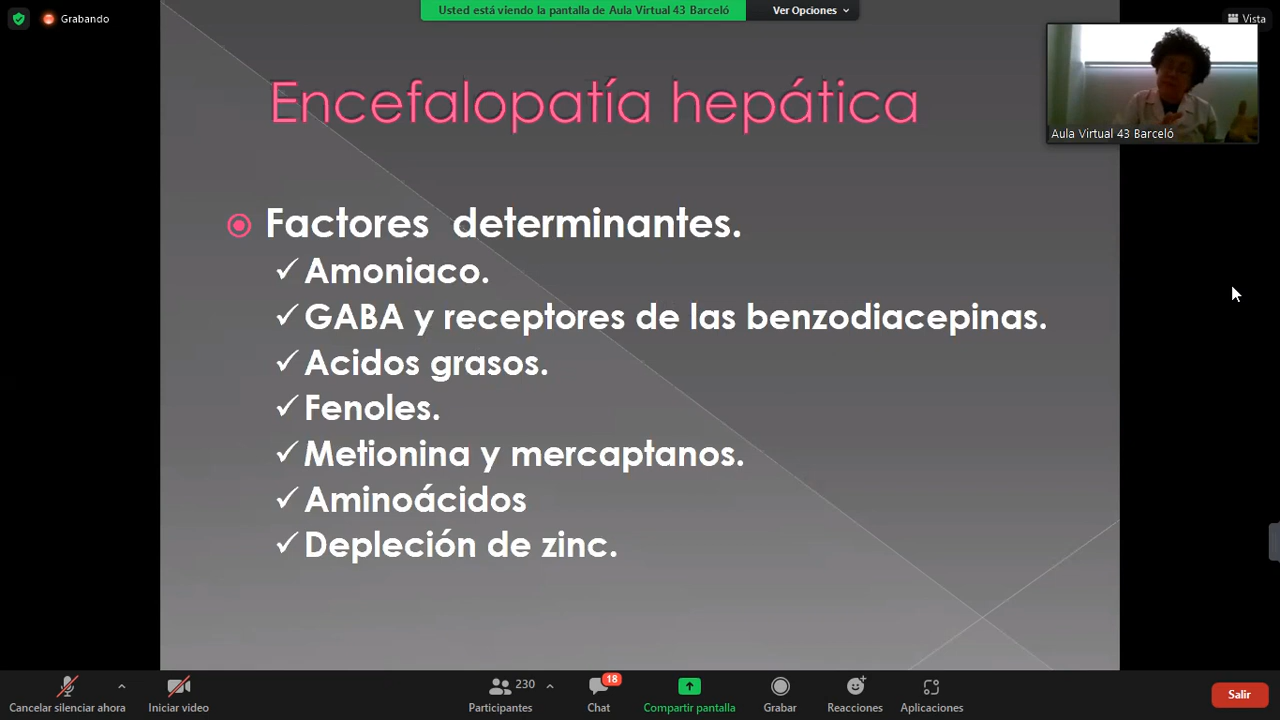 Grabando
Usted está viendo la pantalla de Aula Virtual 43 Barceló
Ver Opciones
Vista
Aula Virtual 43 Barceló
Encefalopatía hepática
Factores determinantes.
Amoniaco.
GABA y receptores de las benzodiacepinas.
Acidos grasos.
Fenoles.
Metionina y mercaptanos.
Aminoácidos
Depleción de zinc.
Cancelar silenciar ahora
Iniciar video
230
Participantes
18
Chat
Compartir pantalla
Grabar
Reacciones
Aplicaciones
Salir